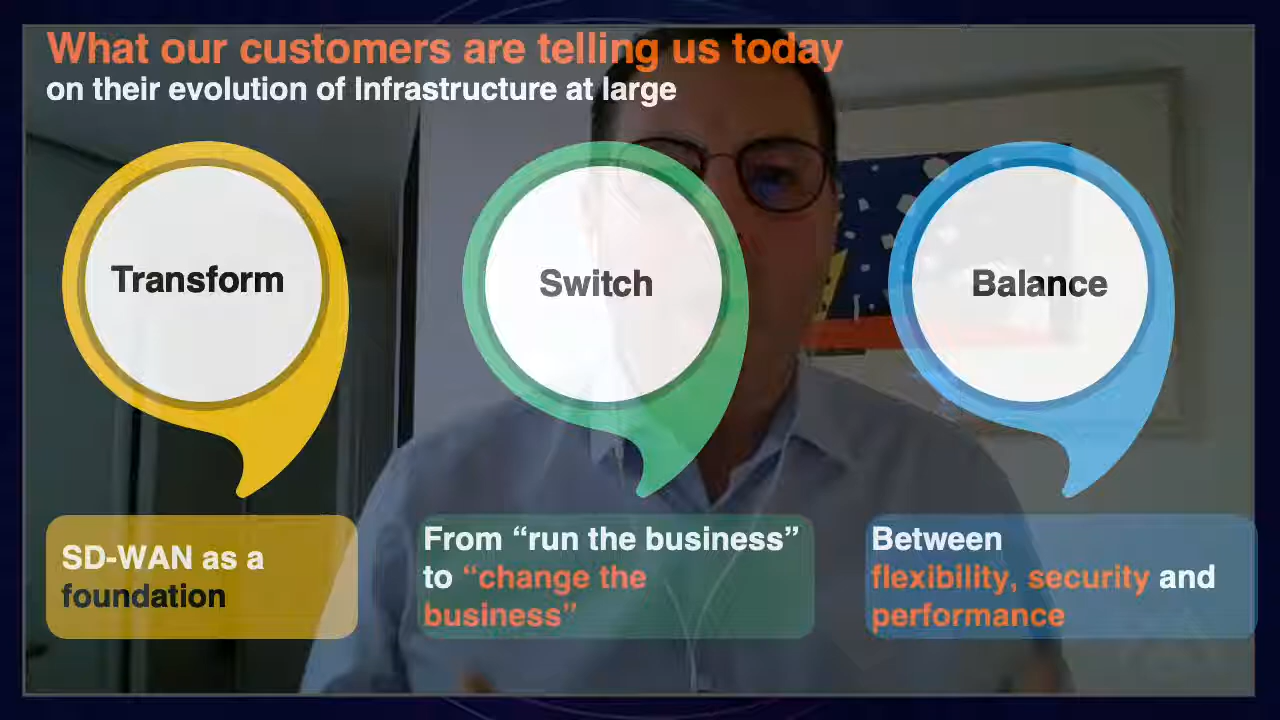 What our customers are telling us today
on their evolution of Infrastructure at large
Transform
Switch
Balance
SD-WAN as a
foundation
From “run the business”
to “change the
business”
Between
flexibility, security and
performance